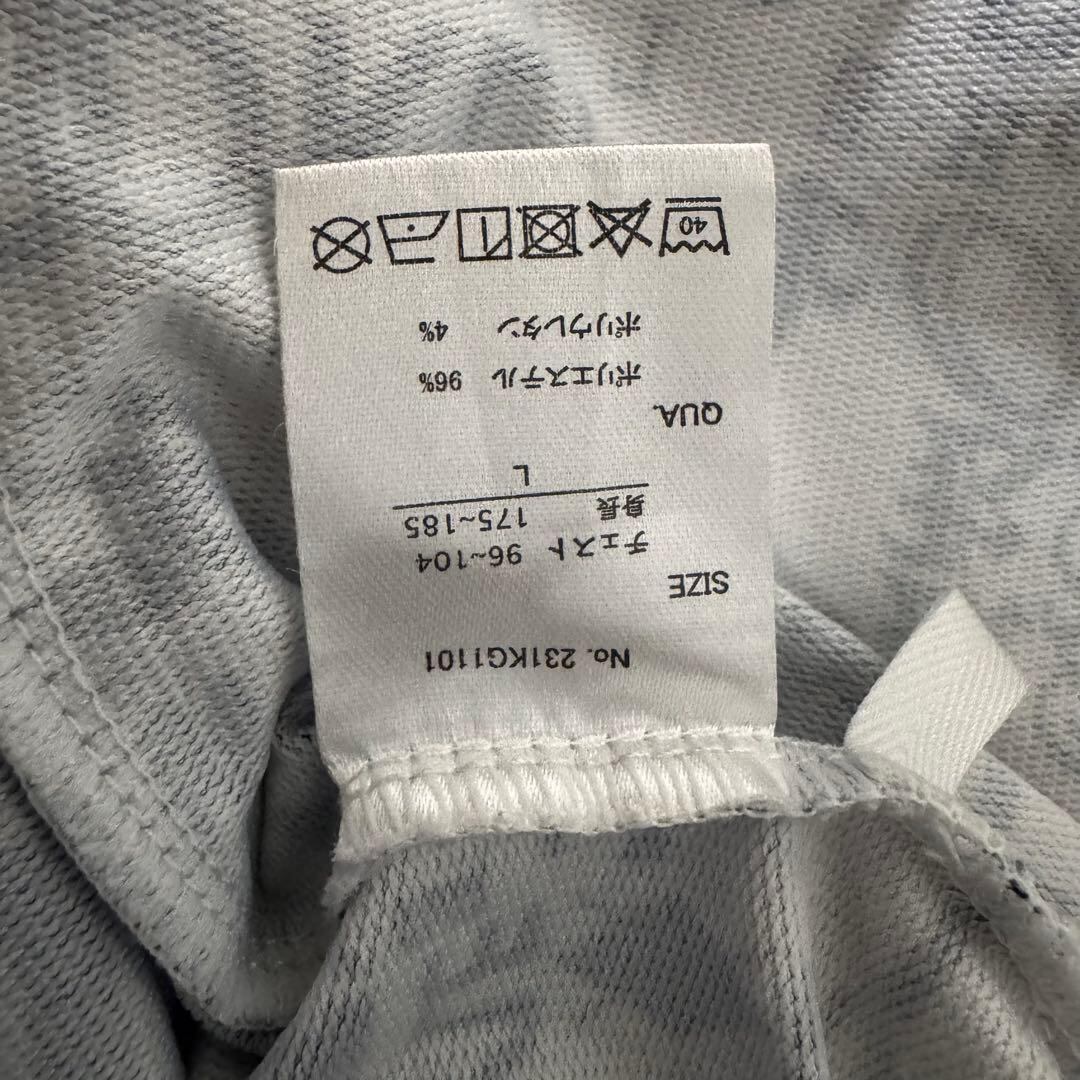 No. 231KG1101
SIZE
チェスト 96~104
身長 175~185
L
QUA.
ポリエステル 96%
ポリウレタン 4%
40